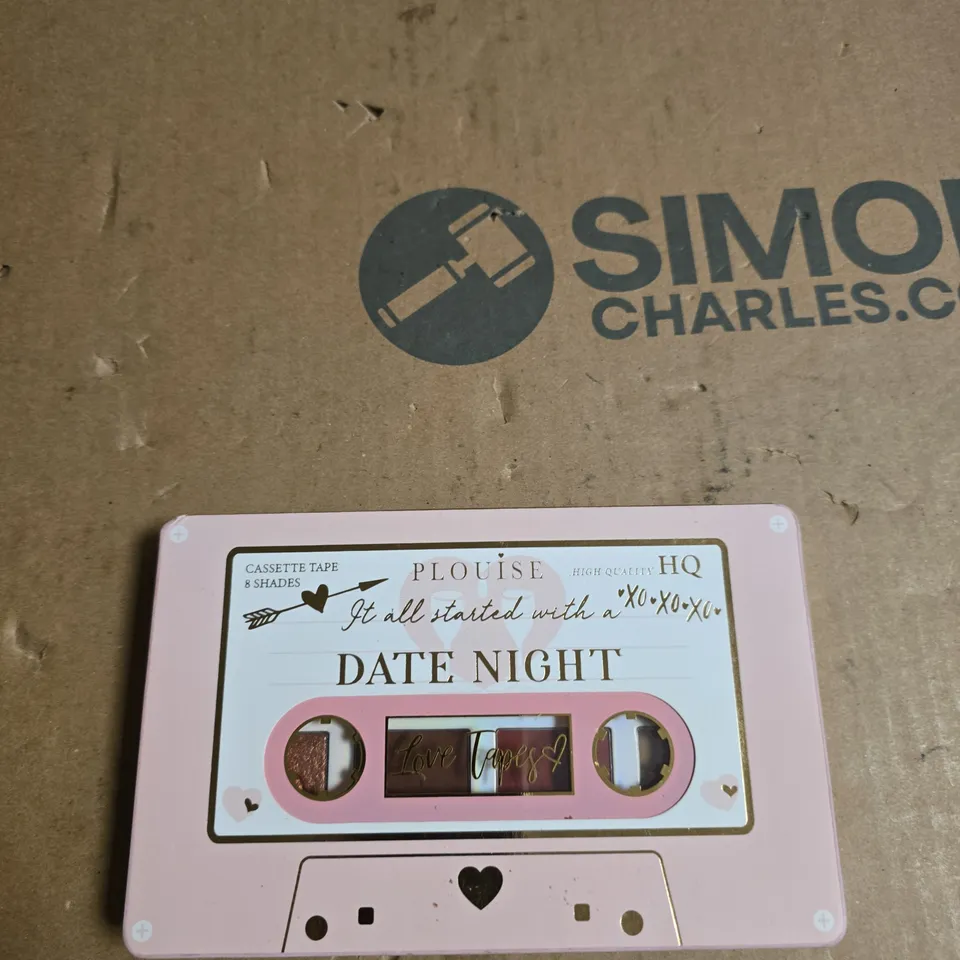 SIMO
CHARLES.CO
CASSETTE TAPE
8 SHADES
PLOUISE
HIGH QUALITY HQ
It all started with a XO XO XO
DATE NIGHT
Love Tapes